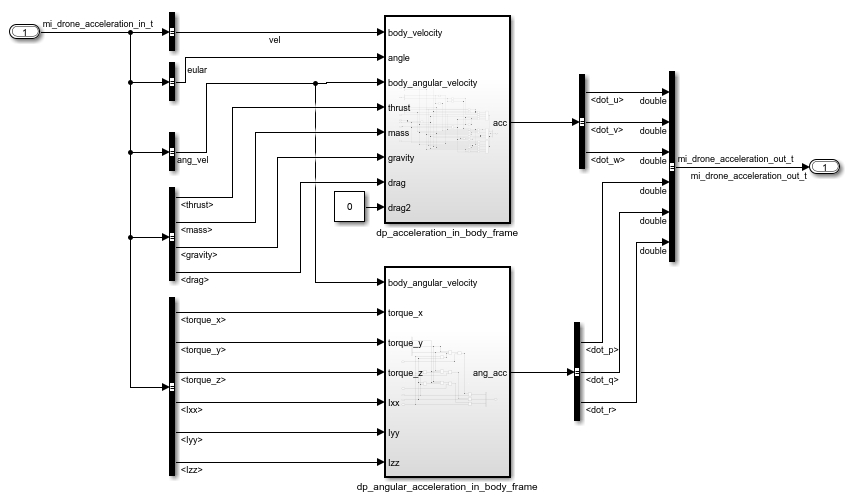 mi_drone_acceleration_in_t
1
vel
eular
ang_vel
<thrust>
<mass>
<gravity>
<drag>
<torque_x>
<torque_y>
<torque_z>
<Ixx>
<Iyy>
<Izz>
body_velocity
angle
body_angular_velocity
thrust
mass
gravity
drag
drag2
acc
0
dp_acceleration_in_body_frame
body_angular_velocity
torque_x
torque_y
torque_z
Ixx
Iyy
Izz
ang_acc
dp_angular_acceleration_in_body_frame
<dot_u>
<dot_v>
<dot_w>
<dot_p>
<dot_q>
<dot_r>
double
double
double
double
double
double
mi_drone_acceleration_out_t
mi_drone_acceleration_out_t
1